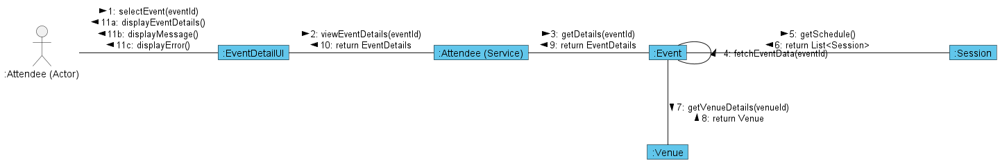 1: selectEvent(eventId)
11a: displayEventDetails()
11b: displayMessage()
11c: displayError()
:Attendee (Actor)
:EventDetailUI
2: viewEventDetails(eventId)
10: return EventDetails
:Attendee (Service)
3: getDetails(eventId)
9: return EventDetails
:Event
4: fetchEventData(eventId)
5: getSchedule()
6: return List<Session>
:Session
7: getVenueDetails(venueId)
8: return Venue
:Venue